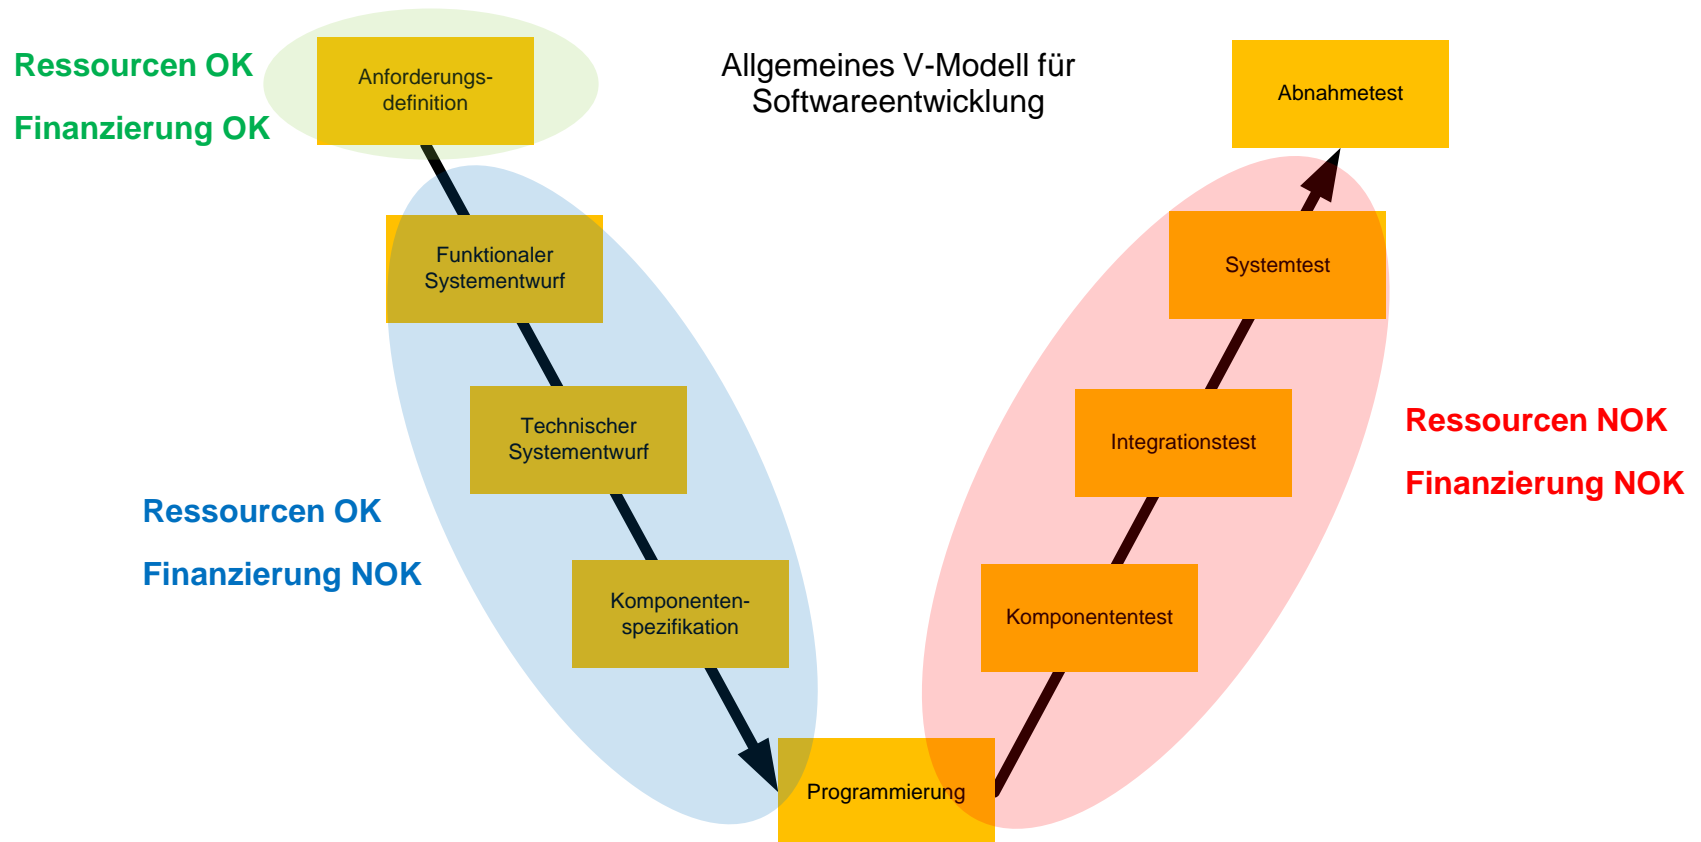 Ressourcen OK
Finanzierung OK
Anforderungs-
definition
Allgemeines V-Modell für
Softwareentwicklung
Abnahmetest
Funktionaler
Systementwurf
Systemtest
Technischer
Systementwurf
Integrationstest
Ressourcen NOK
Finanzierung NOK
Ressourcen OK
Finanzierung NOK
Komponenten-
spezifikation
Komponententest
Programmierung